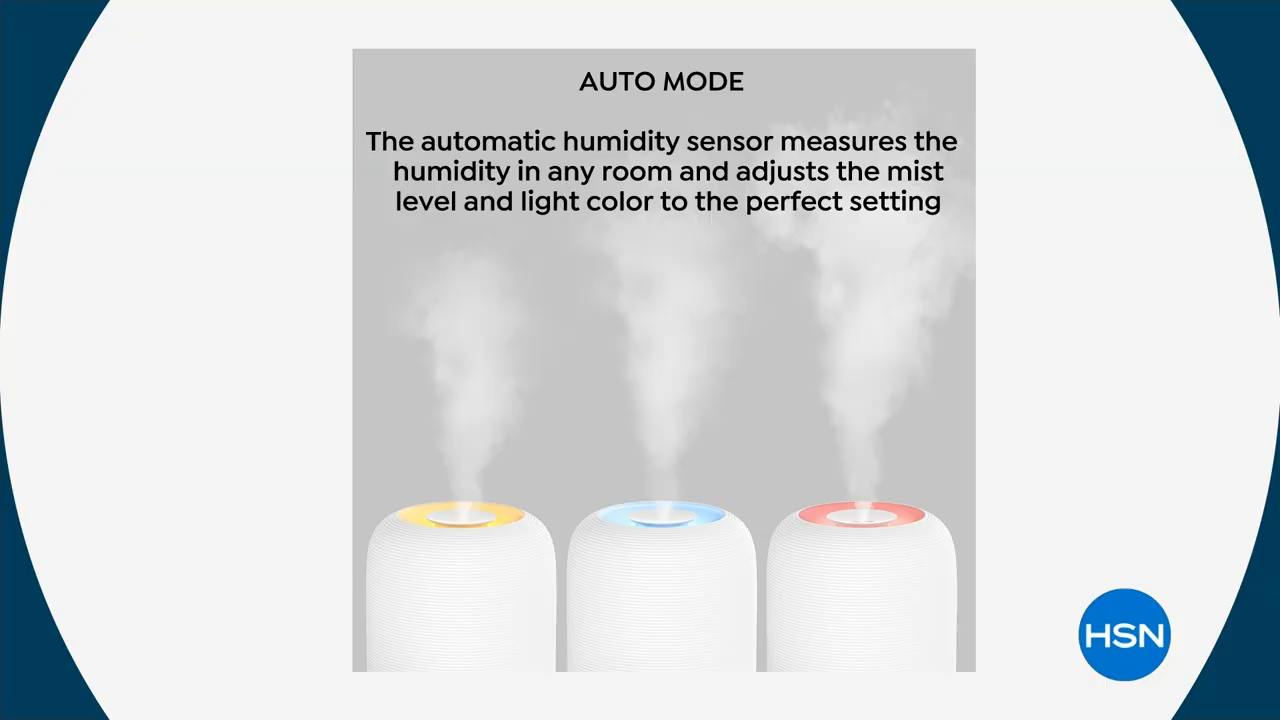 AUTO MODE
The automatic humidity sensor measures the
humidity in any room and adjusts the mist
level and light color to the perfect setting
HSN